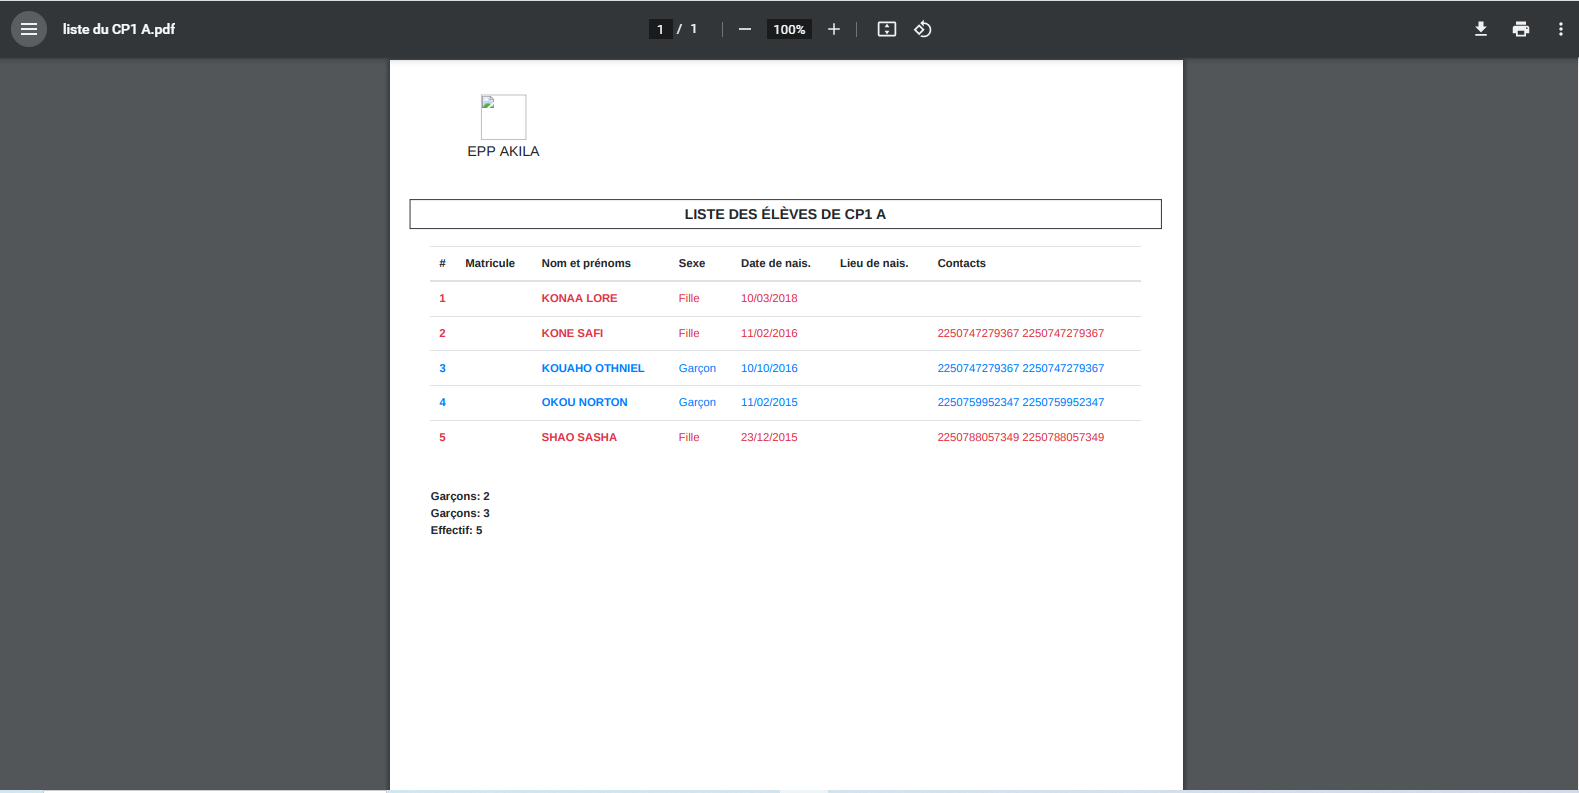 liste du CP1 A.pdf
1 / 1
100%
EPP AKILA
LISTE DES ÉLÈVES DE CP1 A
# Matricule Nom et prénoms Sexe Date de nais. Lieu de nais. Contacts
1 KONAA LORE Fille 10/03/2018
2 KONE SAFI Fille 11/02/2016 2250747279367 2250747279367
3 KOUAHO OTHNIEL Garçon 10/10/2016 2250747279367 2250747279367
4 OKOU NORTON Garçon 11/02/2015 2250759952347 2250759952347
5 SHAO SASHA Fille 23/12/2015 2250788057349 2250788057349
Garçons: 2
Garçons: 3
Effectif: 5